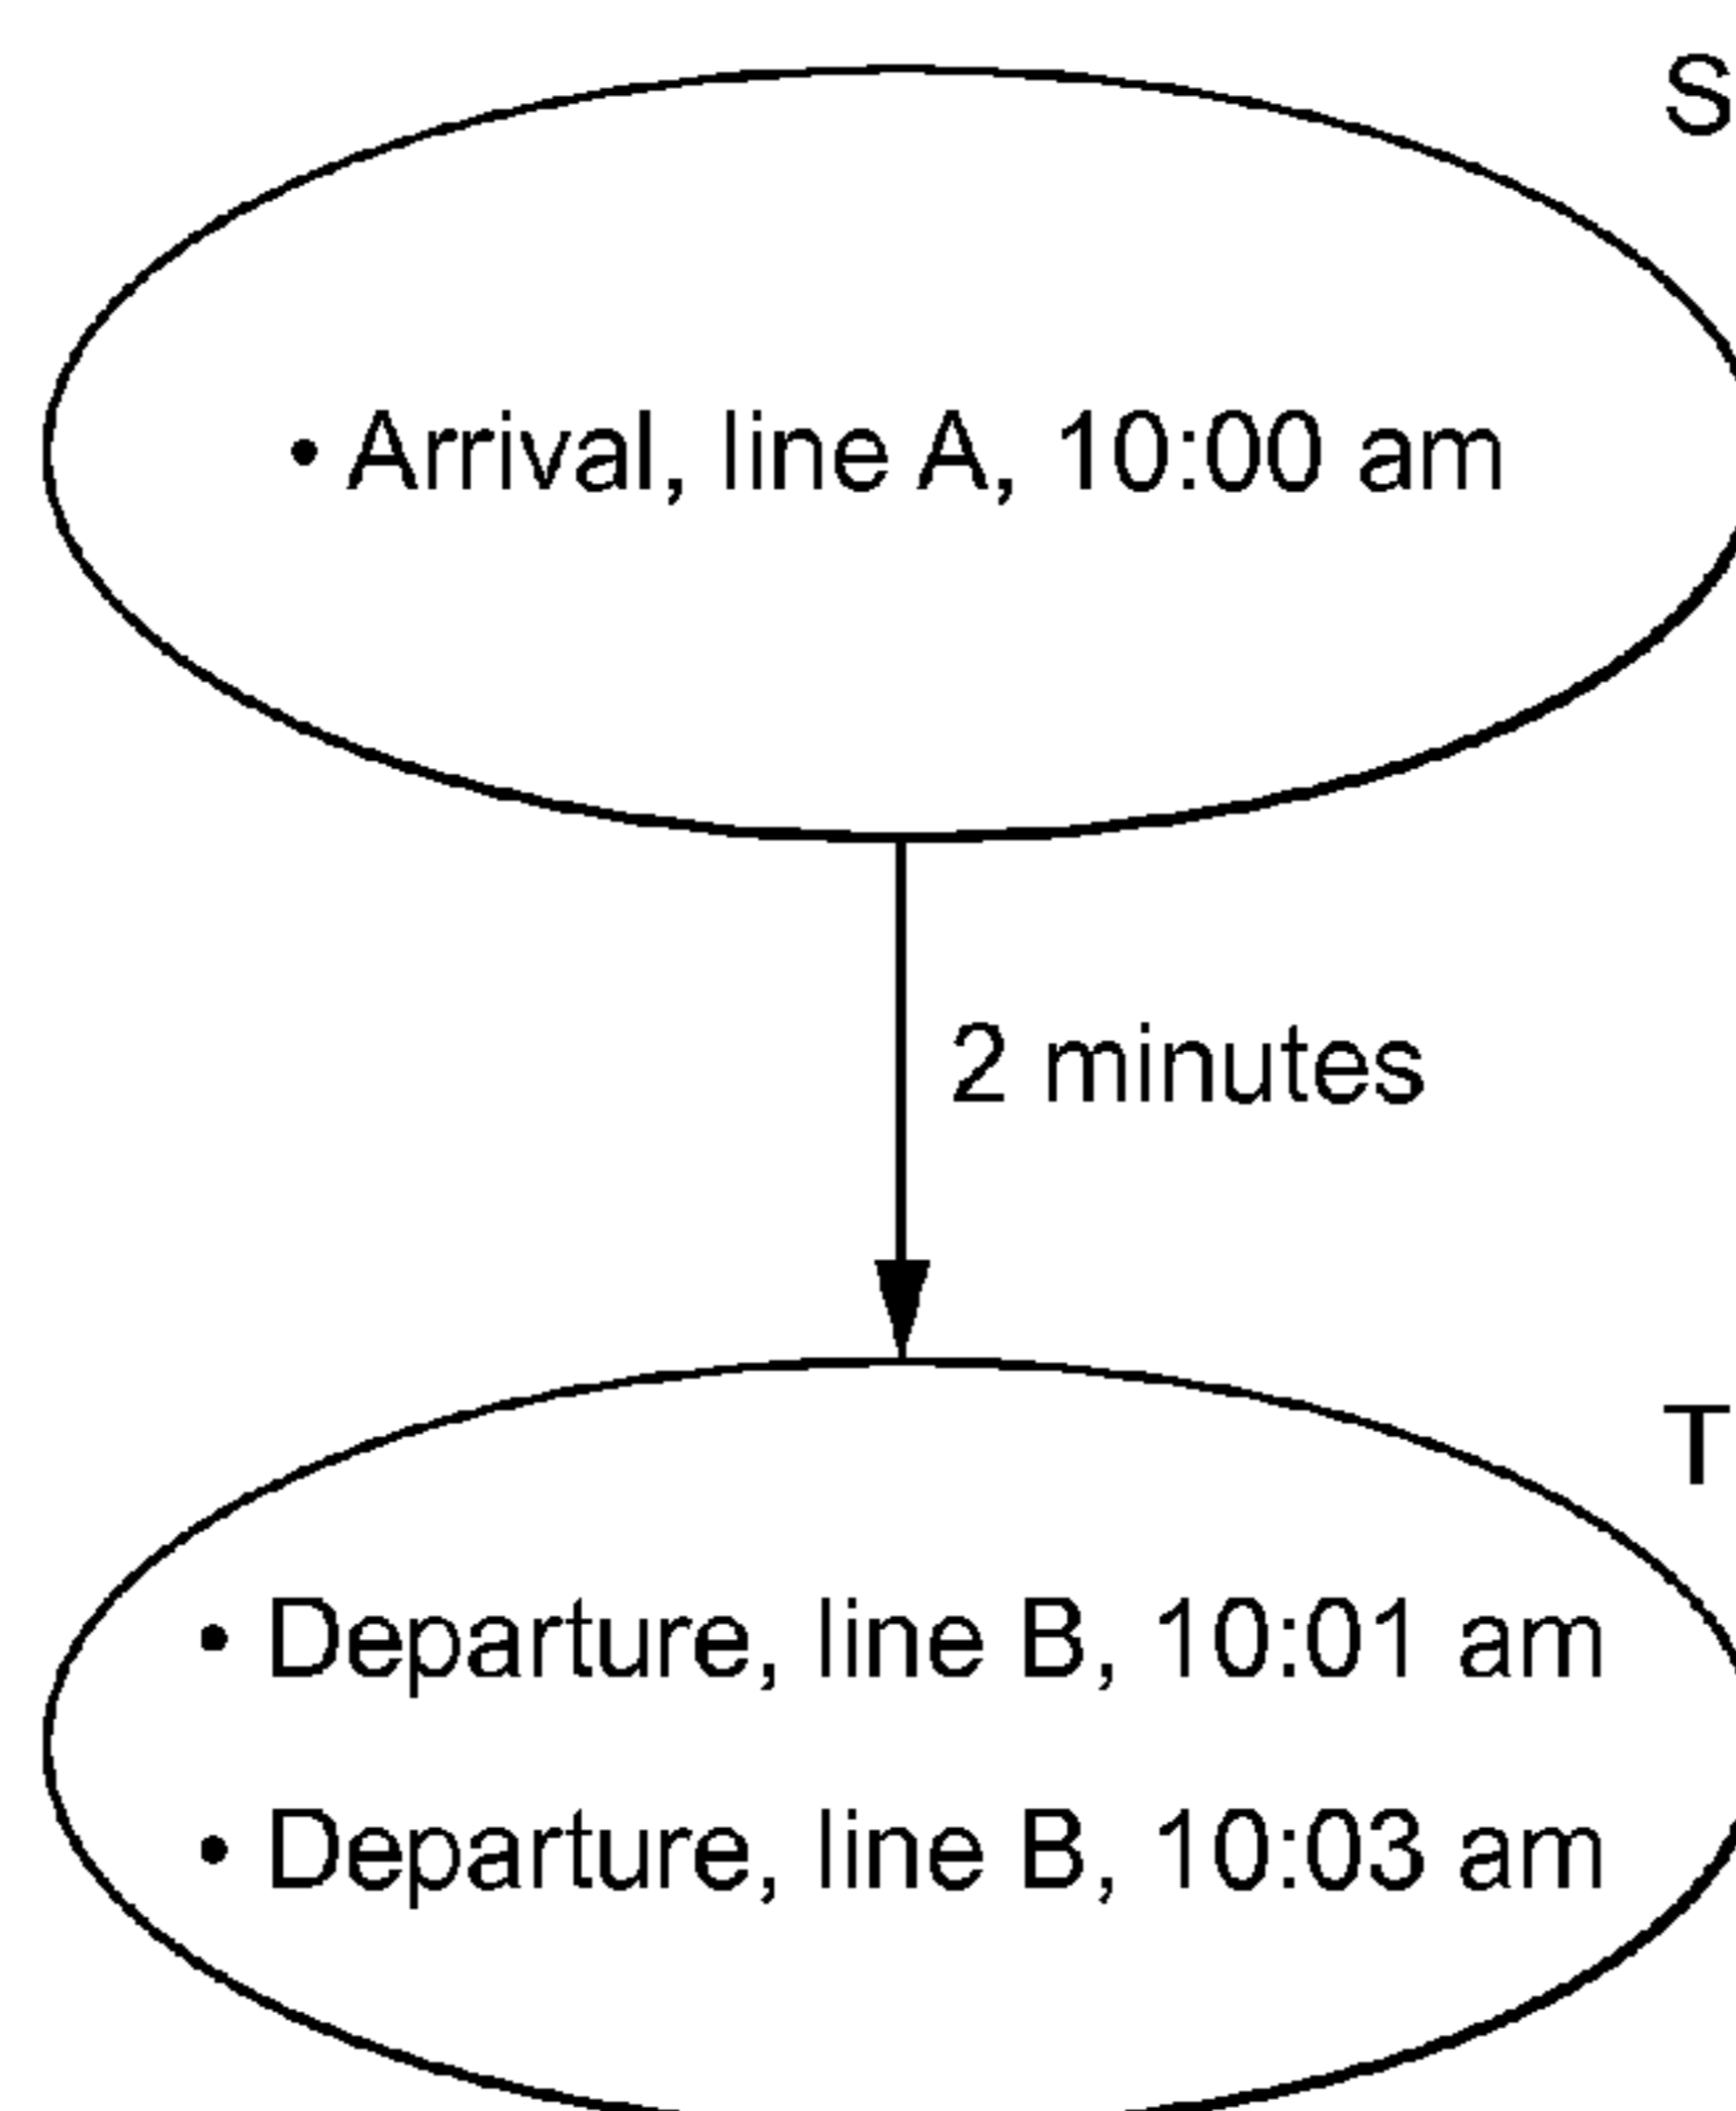 S
• Arrival, line A, 10:00 am
2 minutes
T
• Departure, line B, 10:01 am
• Departure, line B, 10:03 am